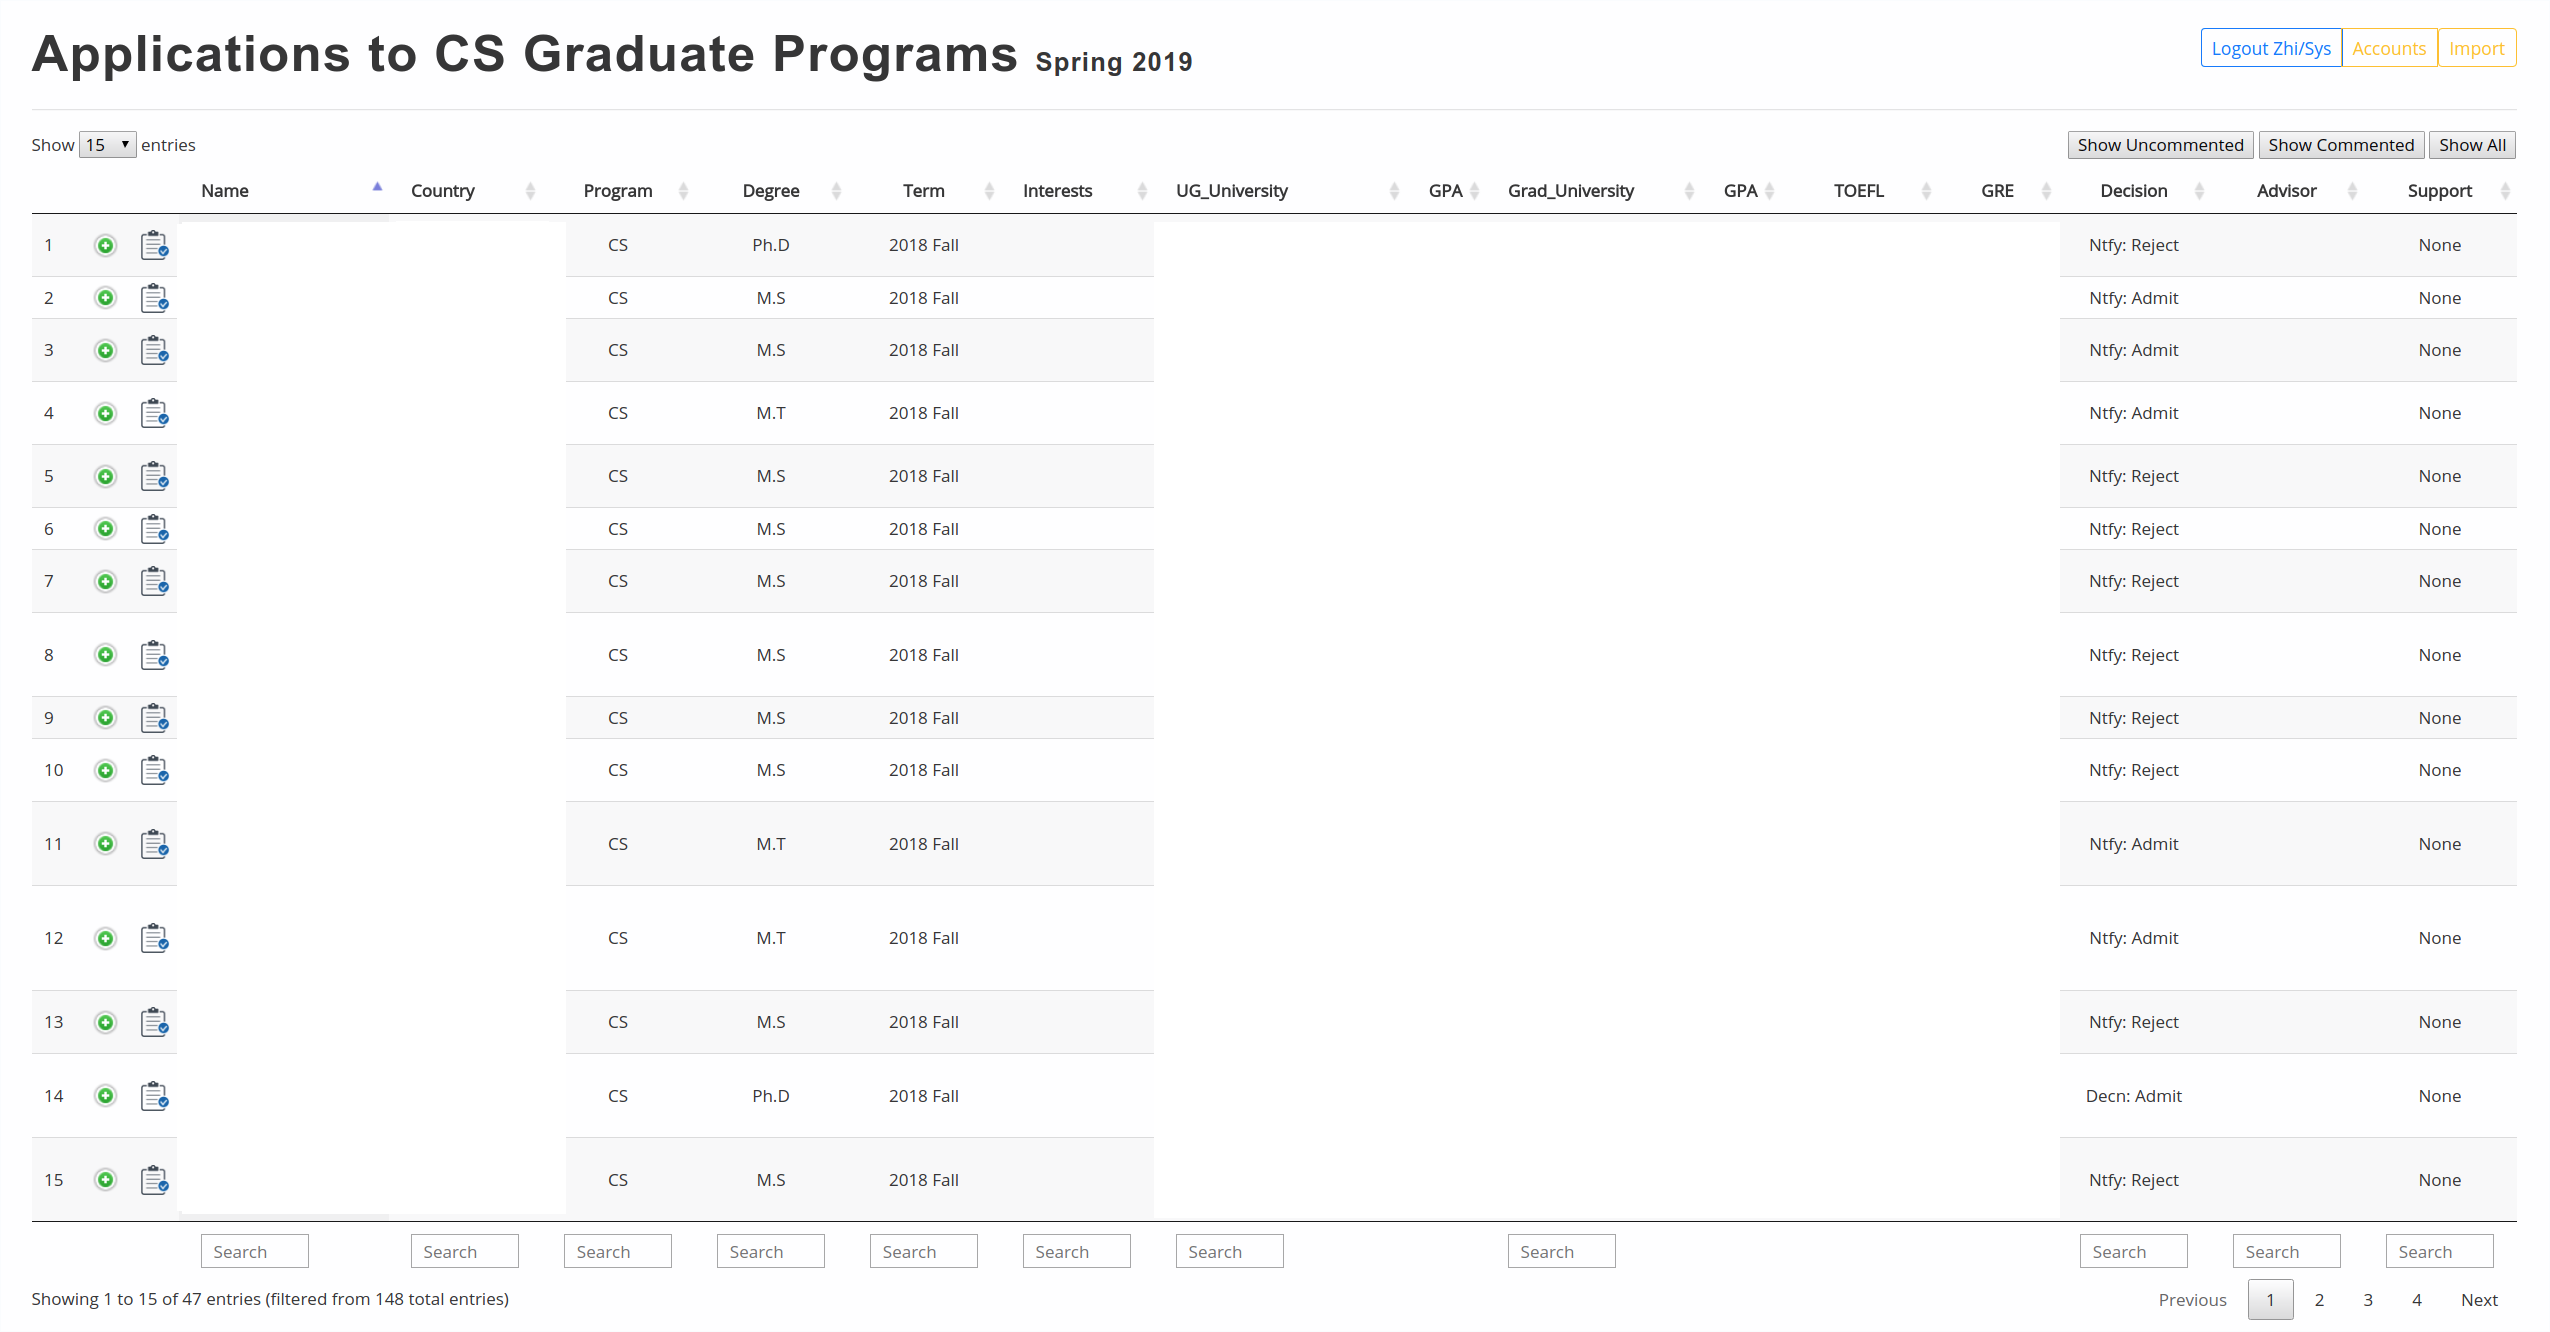 Applications to CS Graduate Programs Spring 2019
Logout Zhi/Sys Accounts Import
Show 15 entries
Show Uncommented Show Commented Show All
Name Country Program Degree Term Interests UG_University GPA Grad_University GPA TOEFL GRE Decision Advisor Support
1 CS Ph.D 2018 Fall Ntfy: Reject None
2 CS M.S 2018 Fall Ntfy: Admit None
3 CS M.S 2018 Fall Ntfy: Admit None
4 CS M.T 2018 Fall Ntfy: Admit None
5 CS M.S 2018 Fall Ntfy: Reject None
6 CS M.S 2018 Fall Ntfy: Reject None
7 CS M.S 2018 Fall Ntfy: Reject None
8 CS M.S 2018 Fall Ntfy: Reject None
9 CS M.S 2018 Fall Ntfy: Reject None
10 CS M.S 2018 Fall Ntfy: Reject None
11 CS M.T 2018 Fall Ntfy: Admit None
12 CS M.T 2018 Fall Ntfy: Admit None
13 CS M.S 2018 Fall Ntfy: Reject None
14 CS Ph.D 2018 Fall Decn: Admit None
15 CS M.S 2018 Fall Ntfy: Reject None
Search Search Search Search Search Search Search Search Search Search Search
Showing 1 to 15 of 47 entries (filtered from 148 total entries)
Previous 1 2 3 4 Next